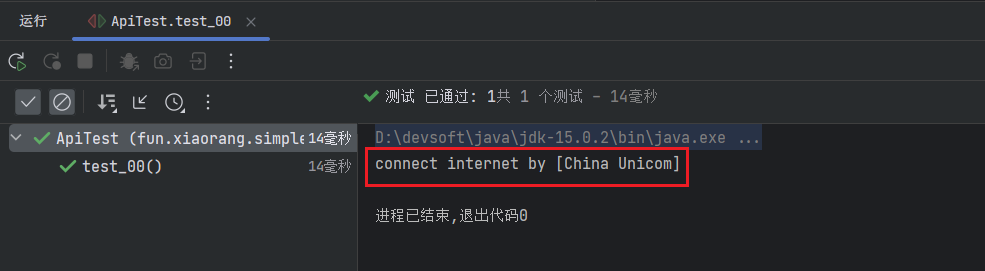 运行
ApiTest.test_00
测试 已通过: 1共 1 个测试 – 14毫秒
ApiTest (fun.xiaorang.simple 14毫秒
D:\devsoft\java\jdk-15.0.2\bin\java.exe ...
test_00() 14毫秒
connect internet by [China Unicom]
进程已结束,退出代码0